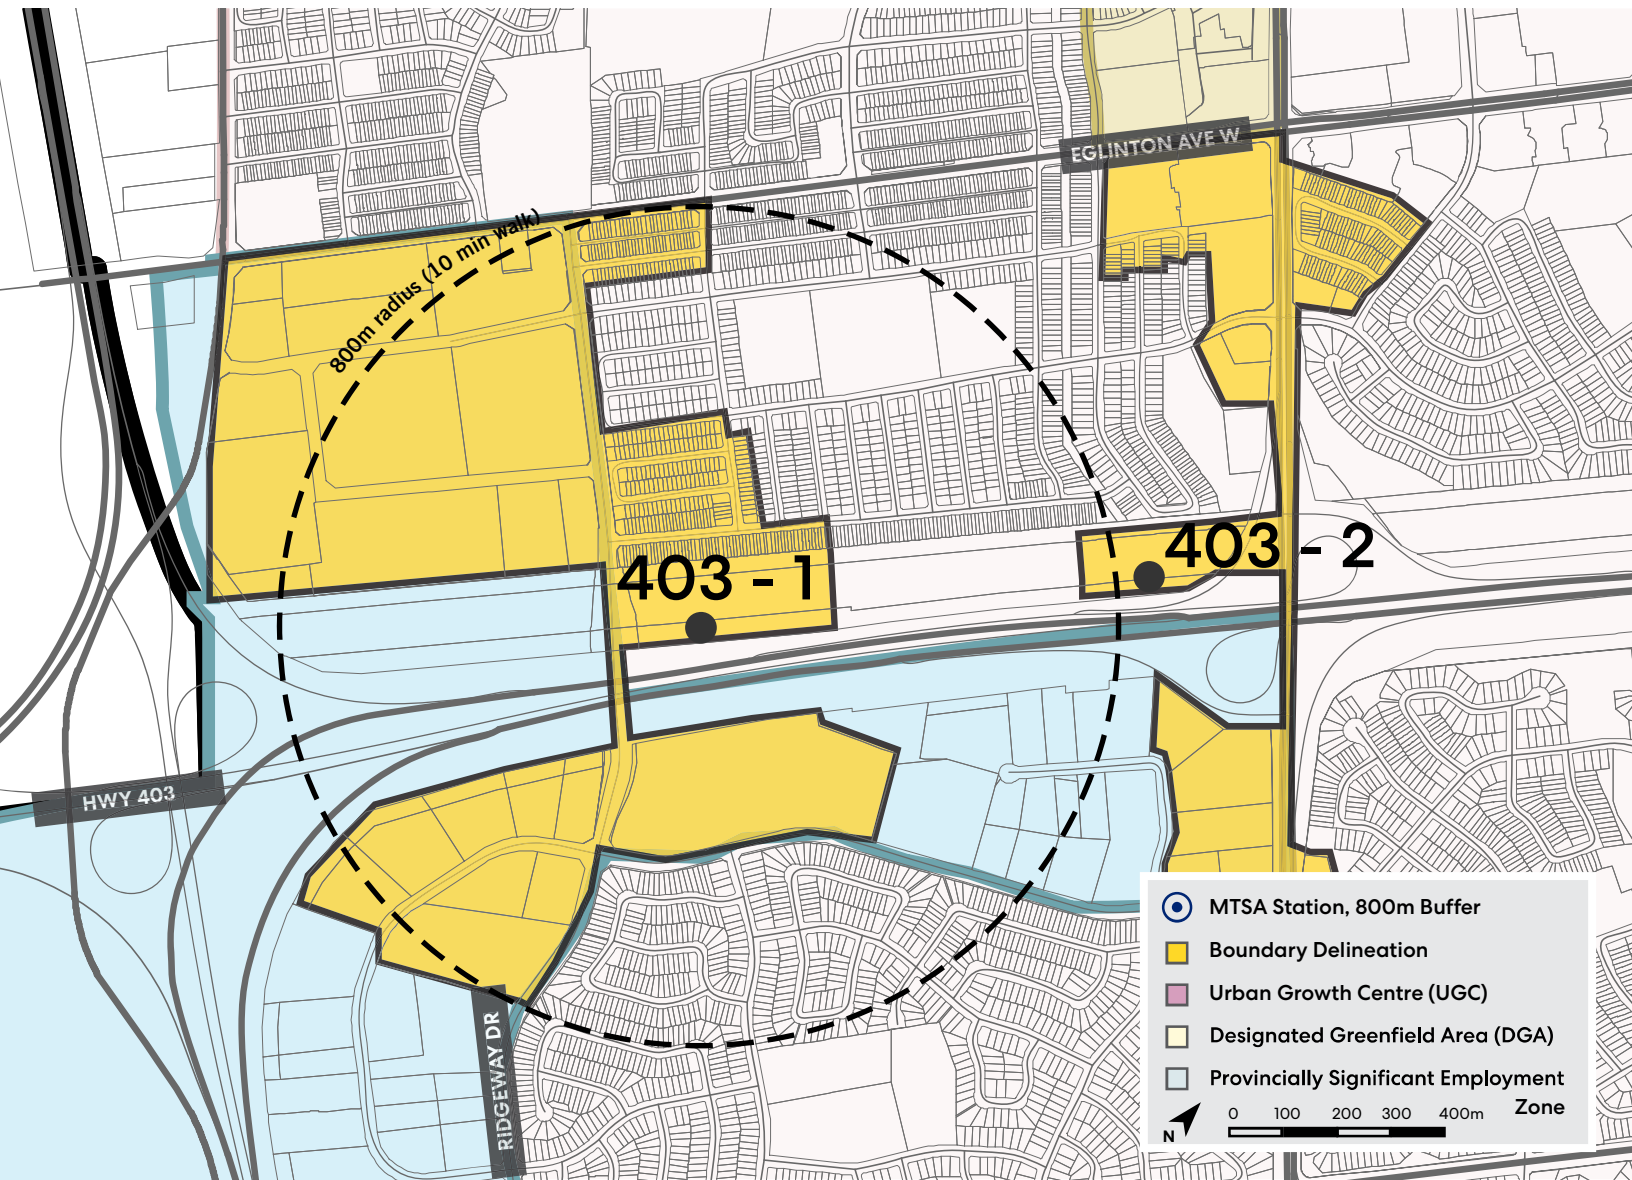 EGLINTON AVE W
800m radius (10 min walk)
403 - 1
403 - 2
HWY 403
RIDGEWAY DR
MTSA Station, 800m Buffer
Boundary Delineation
Urban Growth Centre (UGC)
Designated Greenfield Area (DGA)
Provincially Significant Employment
Zone
N
0 100 200 300 400m